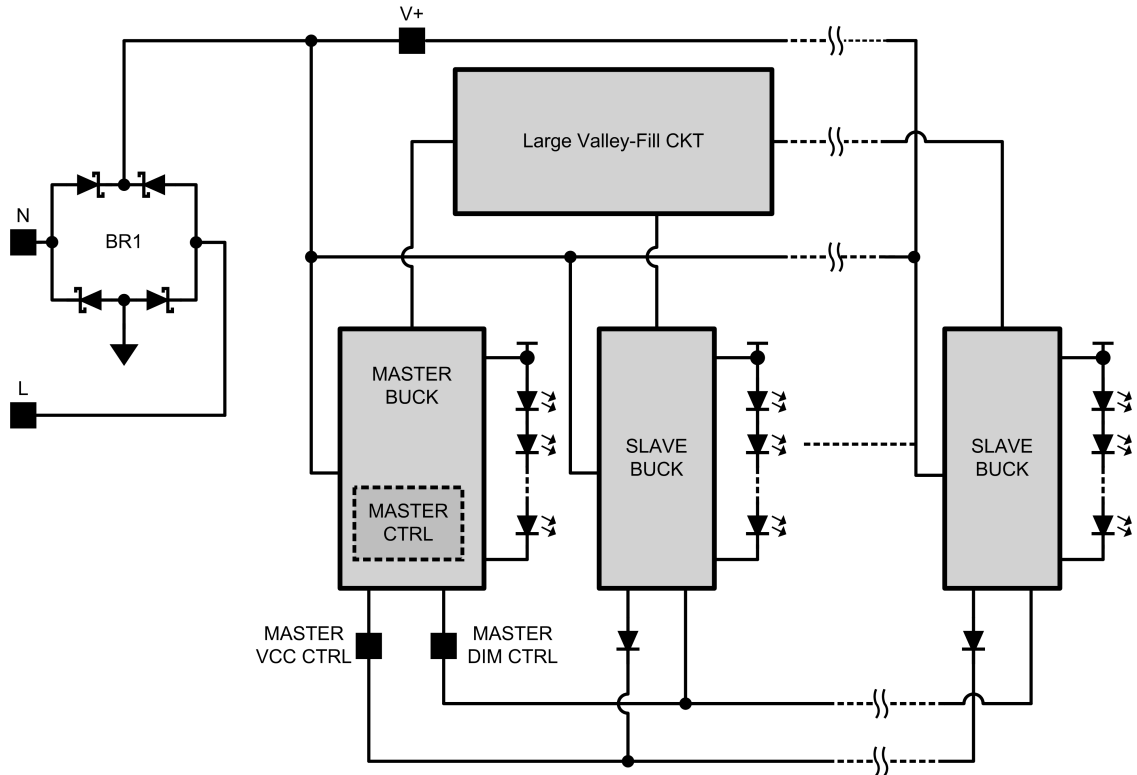 V+
Large Valley-Fill CKT
N
BR1
L
MASTER
BUCK
MASTER
CTRL
SLAVE
BUCK
SLAVE
BUCK
MASTER
VCC CTRL
MASTER
DIM CTRL